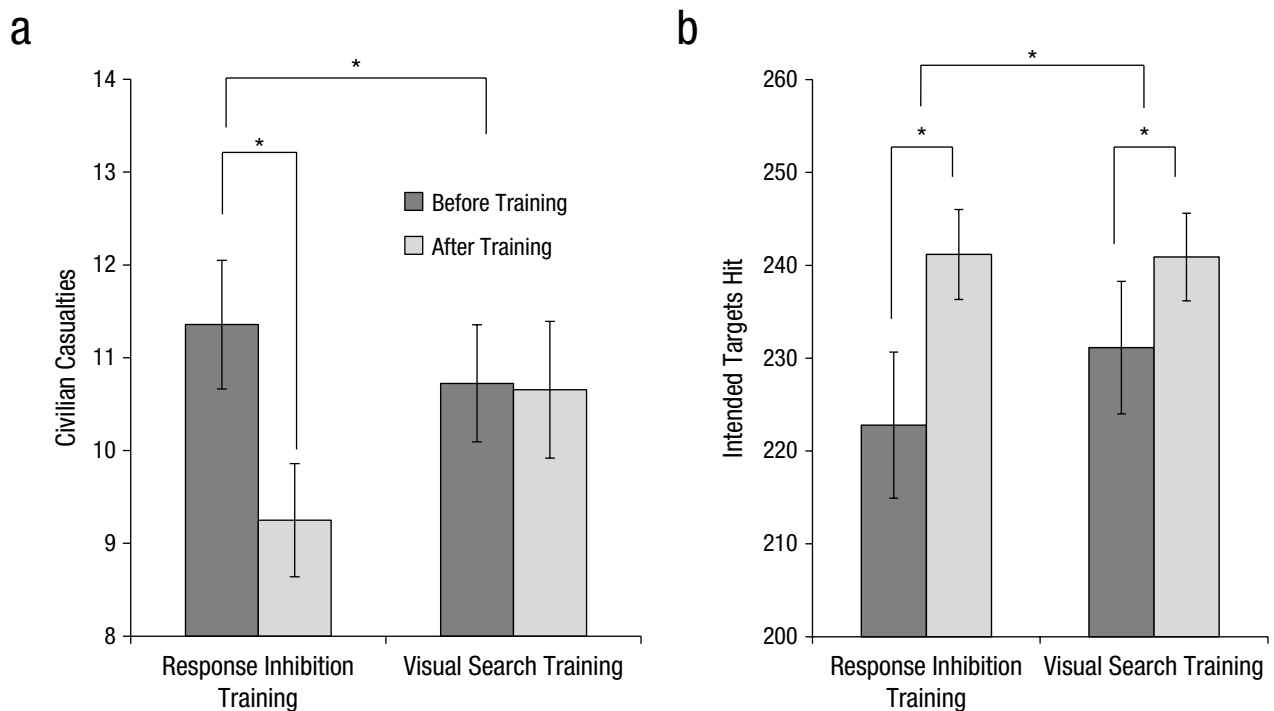 a
*
14
*
13
Before Training
After Training
12
11
10
9
8
Civilian Casualties
Response Inhibition
Training
Visual Search Training
b
*
260
*
*
250
240
230
220
210
200
Intended Targets Hit
Response Inhibition
Training
Visual Search Training